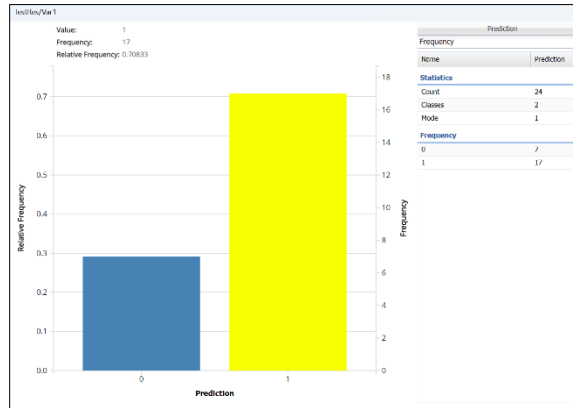 TestRes/Var1
Value: 1
Frequency: 17
Relative Frequency: 0.70833
Prediction
Frequency
Name Prediction
Statistics
Count 24
Classes 2
Mode 1
Frequency
0 7
1 17
Relative Frequency
0.7
0.6
0.5
0.4
0.3
0.2
0.1
0.0
18
16
14
12
10
8
6
4
2
0
Frequency
0 1
Prediction